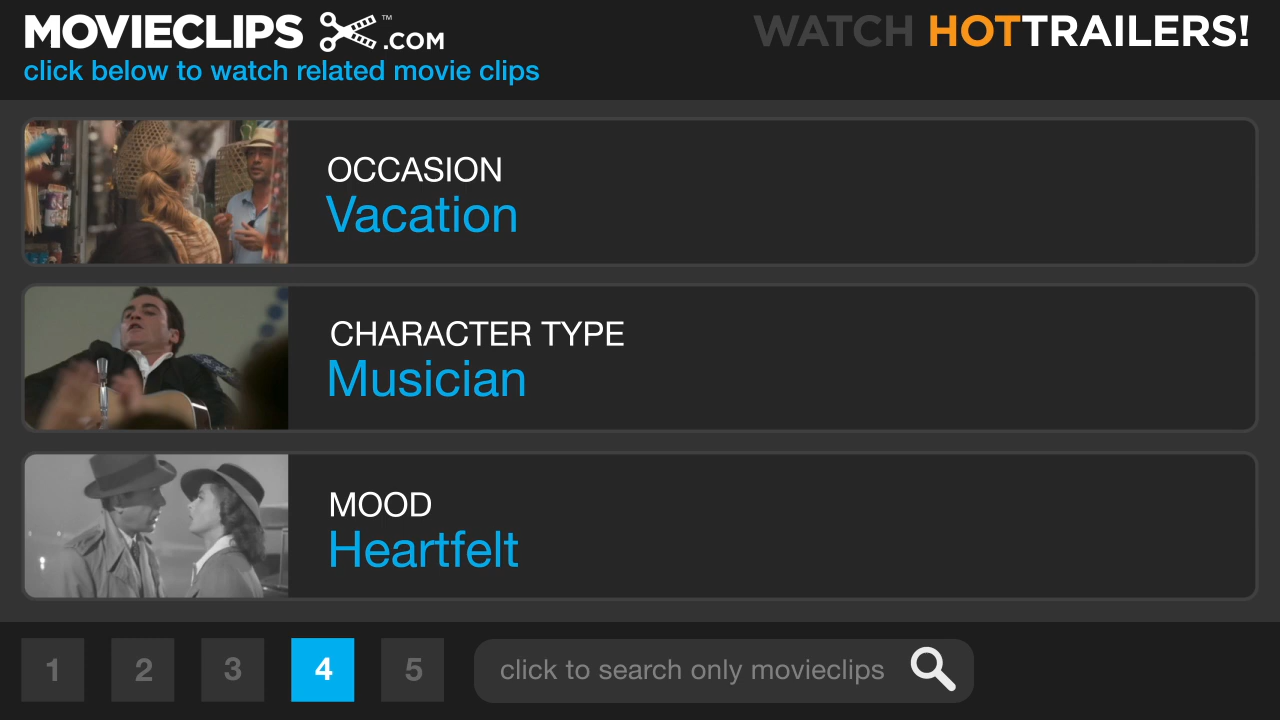 MOVIECLIPS ™ .COM
WATCH HOTTRAILERS!
click below to watch related movie clips
OCCASION
Vacation
CHARACTER TYPE
Musician
MOOD
Heartfelt
1 2 3 4 5 click to search only movieclips